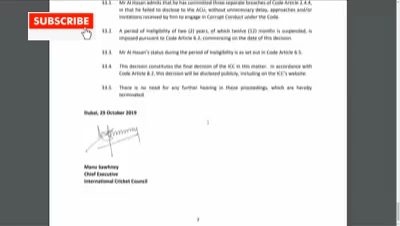 33.1. Mr Al Hasan admits that he has committed three separate breaches of Code Article 2.4.4,
in that he failed to disclose to the ACU, without unnecessary delay, approaches and/or
invitations received by him to engage in Corrupt Conduct under the Code.
SUBSCRIBE
33.2. A period of ineligibility of two (2) years, of which twelve (12) months is suspended, is
imposed pursuant to Code Article 6.2, commencing on the date of this decision.
33.3. Mr Al Hasan's status during the period of ineligibility is as set out in Code Article 6.5.
33.4 This decision constitutes the final decision of the ICC in this matter. In accordance with
Code Article 8.2, this decision will be disclosed publicly, including on the ICC's website
33.5. There is no need for any further hearing in these proceedings, which are hereby
terminated
Dubai, 29 October 2019
Manu Sawhney
Chief Executive
International Cricket Council